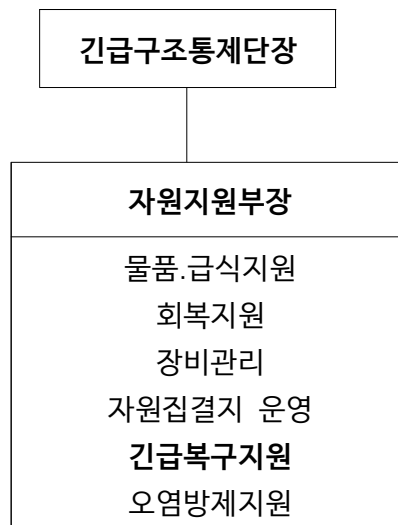 긴급구조통제단장
자원지원부장
물품.급식지원
회복지원
장비관리
자원집결지 운영
긴급복구지원
오염방제지원